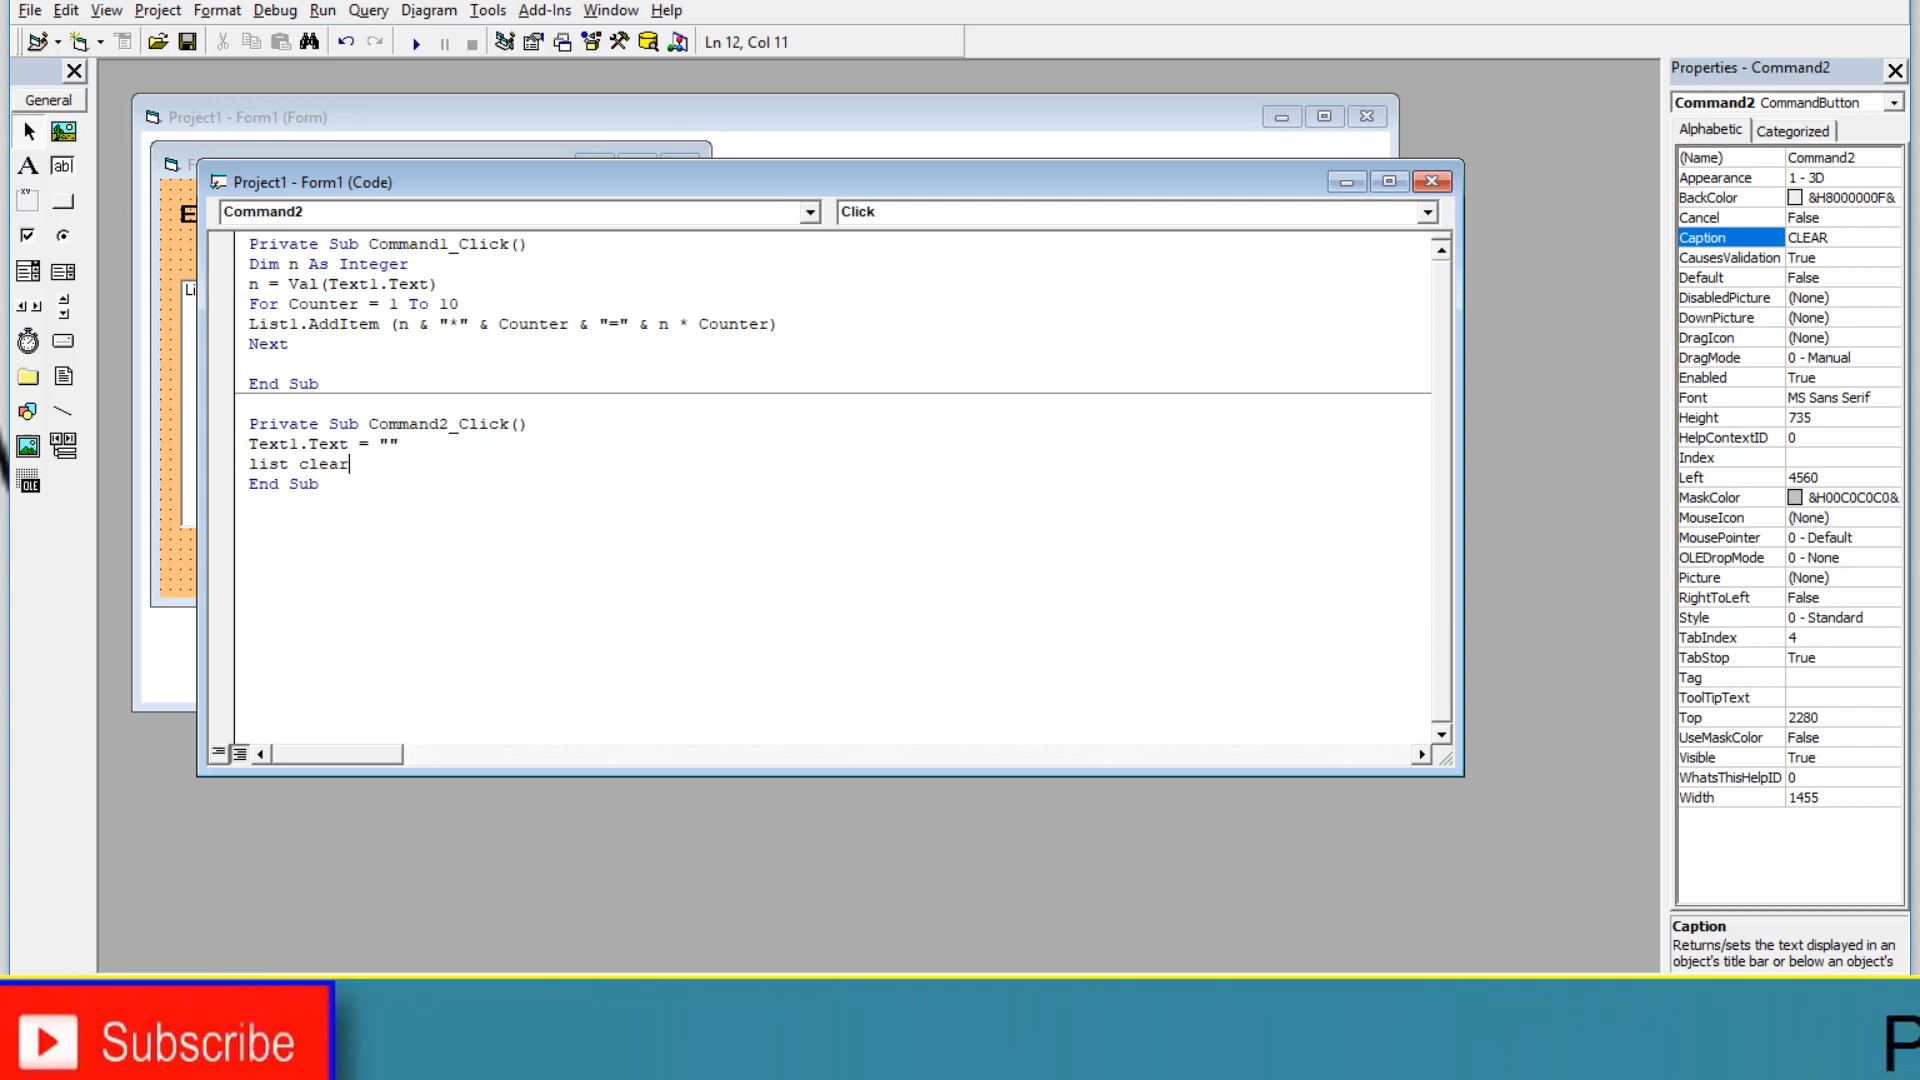 File Edit View Project Format Debug Run Query Diagram Tools Add-Ins Window Help
Ln 12, Col 11
General
A
ab|
XY
OLE
Project1 - Form1 (Form)
F
E
Li
Project1 - Form1 (Code)
Command2 Click
Private Sub Command1_Click()
Dim n As Integer
n = Val(Text1.Text)
For Counter = 1 To 10
List1.AddItem (n & "*" & Counter & "=" & n * Counter)
Next
End Sub
Private Sub Command2_Click()
Text1.Text = ""
list clear
End Sub
Properties - Command2
Command2 CommandButton
Alphabetic Categorized
(Name) Command2
Appearance 1 - 3D
BackColor &H8000000F&
Cancel False
Caption CLEAR
CausesValidation True
Default False
DisabledPicture (None)
DownPicture (None)
DragIcon (None)
DragMode 0 - Manual
Enabled True
Font MS Sans Serif
Height 735
HelpContextID 0
Index
Left 4560
MaskColor &H00C0C0C0&
MouseIcon (None)
MousePointer 0 - Default
OLEDropMode 0 - None
Picture (None)
RightToLeft False
Style 0 - Standard
TabIndex 4
TabStop True
Tag
ToolTipText
Top 2280
UseMaskColor False
Visible True
WhatsThisHelpID 0
Width 1455
Caption
Returns/sets the text displayed in an
object's title bar or below an object's
Subscribe
P